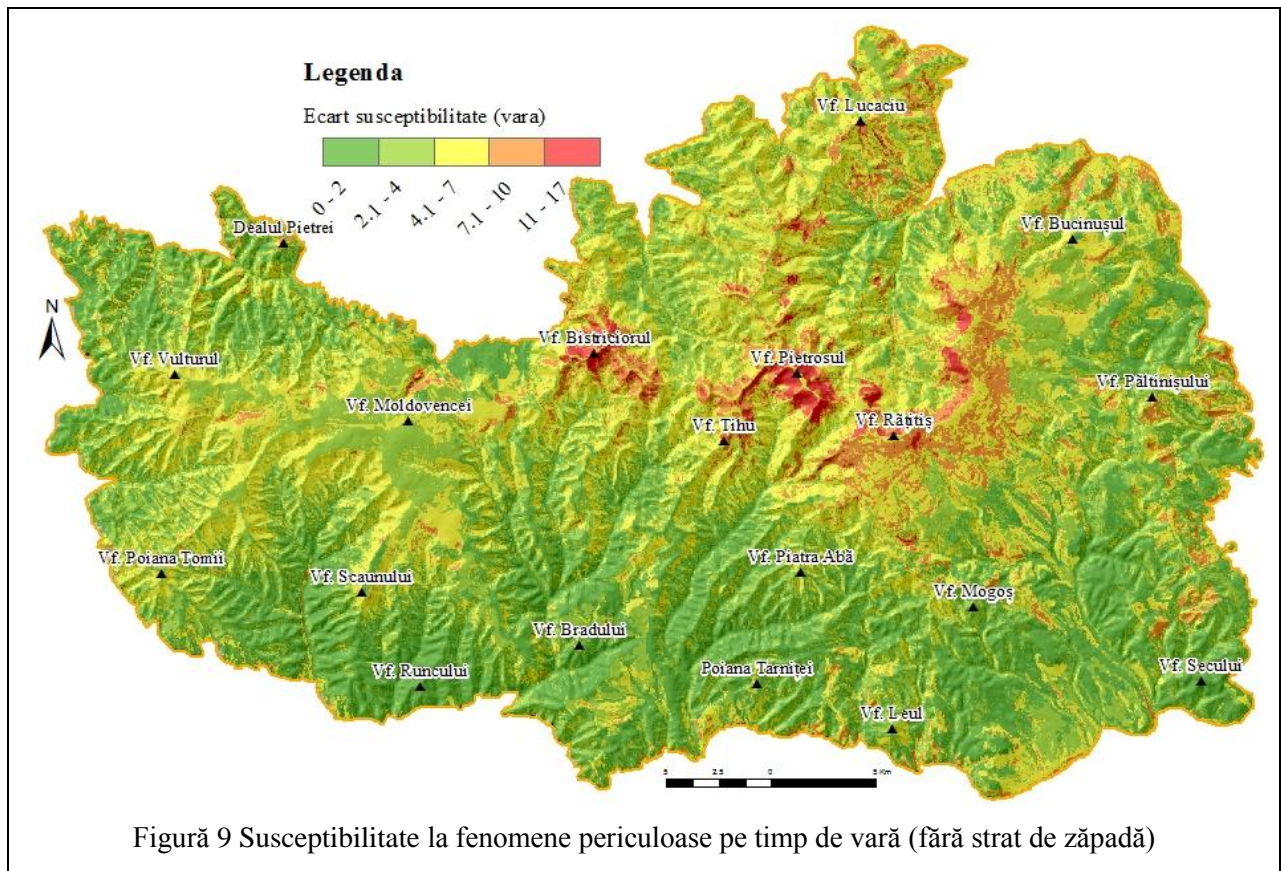 Legenda
Ecart susceptibilitate (vara)
0 - 2
2.1 - 4
4.1 - 7
7.1 - 10
11 - 17
Vf. Lucaciu
Dealul Pietrei
Vf. Bucinușul
N
Vf. Bistriciorul
Vf. Vulturul
Vf. Pietrosul
Vf. Păltinișului
Vf. Moldovencei
Vf. Tihu
Vf. Rățitiș
Vf. Poiana Tomii
Vf. Piatra Abă
Vf. Scaunului
Vf. Mogoș
Vf. Bradului
Vf. Runcului
Poiana Tarniței
Vf. Secului
Vf. Leul
5 2.5 0 5 Km
Figură 9 Susceptibilitate la fenomene periculoase pe timp de vară (fără strat de zăpadă)